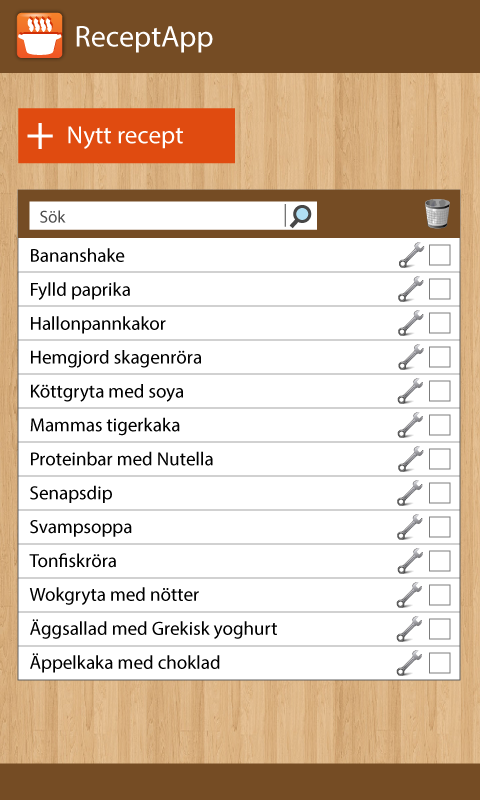 ReceptApp
Nytt recept
Sök
Bananshake
Fylld paprika
Hallonpannkakor
Hemgjord skagenröra
Köttgryta med soya
Mammas tigerkaka
Proteinbar med Nutella
Senapsdip
Svampsoppa
Tonfiskröra
Wokgryta med nötter
Äggsallad med Grekisk yoghurt
Äppelkaka med choklad